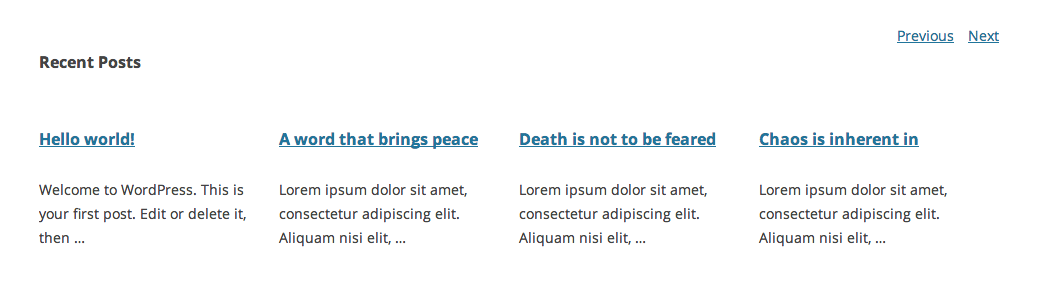 Previous Next
Recent Posts
Hello world!
Welcome to WordPress. This is
your first post. Edit or delete it,
then ...
A word that brings peace
Lorem ipsum dolor sit amet,
consectetur adipiscing elit.
Aliquam nisi elit, ...
Death is not to be feared
Lorem ipsum dolor sit amet,
consectetur adipiscing elit.
Aliquam nisi elit, ...
Chaos is inherent in
Lorem ipsum dolor sit amet,
consectetur adipiscing elit.
Aliquam nisi elit, ...